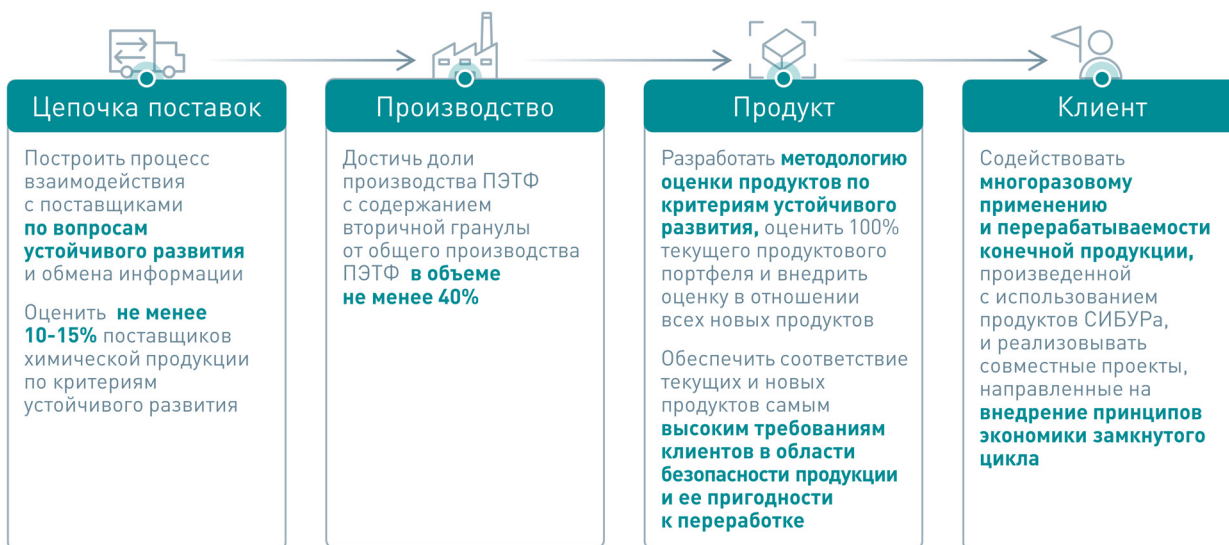 Цепочка поставок
Построить процесс
взаимодействия
с поставщиками
по вопросам
устойчивого развития
и обмена информации
Оценить не менее
10-15% поставщиков
химической продукции
по критериям
устойчивого развития
Производство
Достичь доли
производства ПЭТФ
с содержанием
вторичной гранулы
от общего производства
ПЭТФ в объеме
не менее 40%
Продукт
Разработать методологию
оценки продуктов по
критериям устойчивого
развития, оценить 100%
текущего продуктового
портфеля и внедрить
оценку в отношении
всех новых продуктов
Обеспечить соответствие
текущих и новых
продуктов самым
высоким требованиям
клиентов в области
безопасности продукции
и ее пригодности
к переработке
Клиент
Содействовать
многоразовому
применению
и перерабатываемости
конечной продукции,
произведенной
с использованием
продуктов СИБУРа,
и реализовывать
совместные проекты,
направленные на
внедрение принципов
экономики замкнутого
цикла